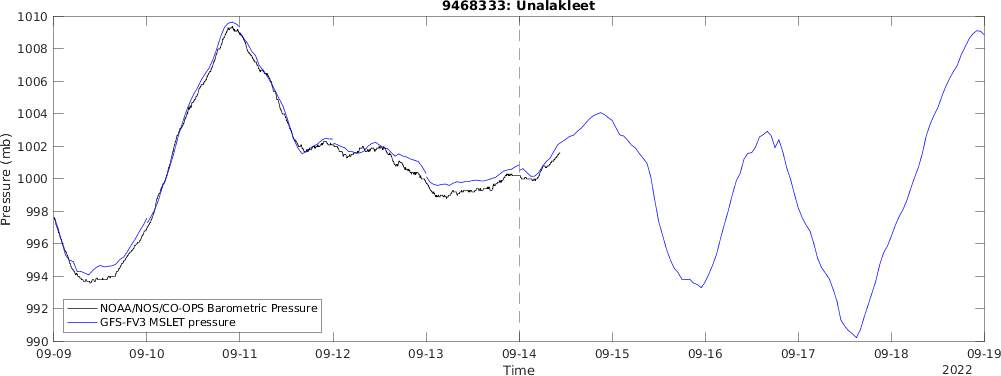 9468333: Unalakleet
Pressure (mb)
1010
1008
1006
1004
1002
1000
998
996
994
992
990
NOAA/NOS/CO-OPS Barometric Pressure
GFS-FV3 MSLET pressure
09-09 09-10 09-11 09-12 09-13 09-14 09-15 09-16 09-17 09-18 09-19
Time
2022